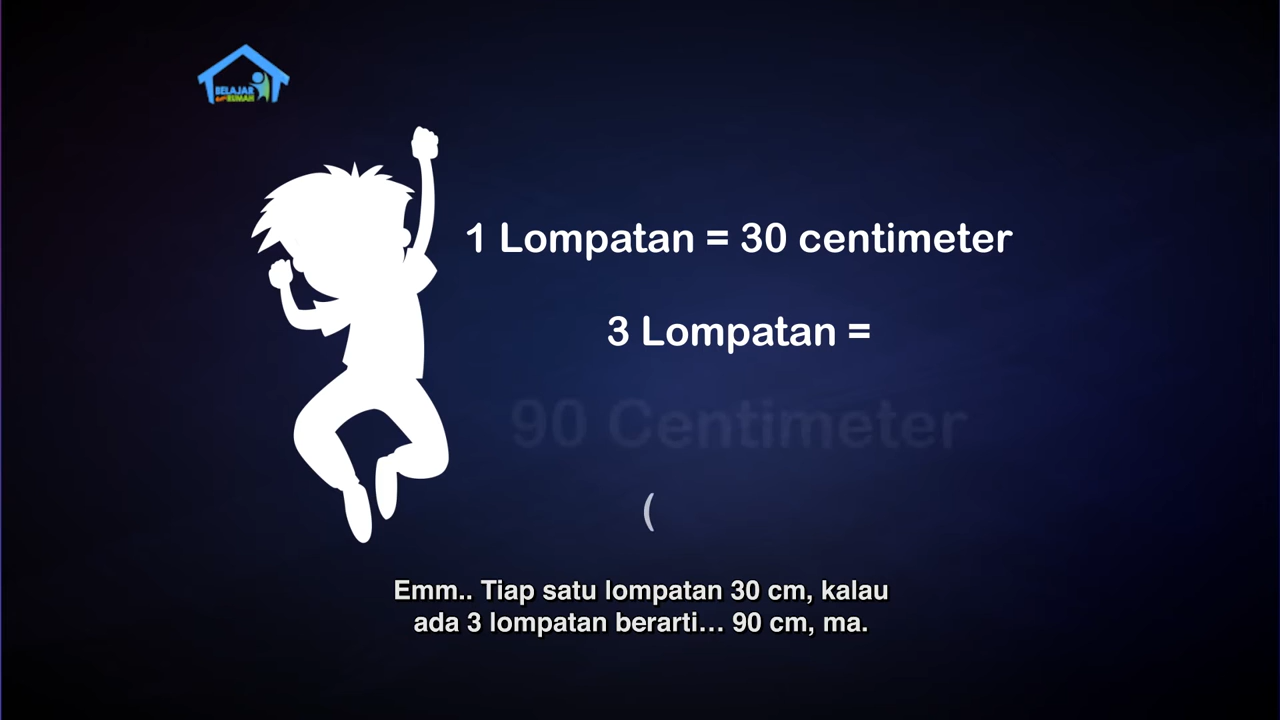 BELAJAR
dari RUMAH
1 Lompatan = 30 centimeter
3 Lompatan =
90 Centimeter
(
Emm.. Tiap satu lompatan 30 cm, kalau
ada 3 lompatan berarti... 90 cm, ma.